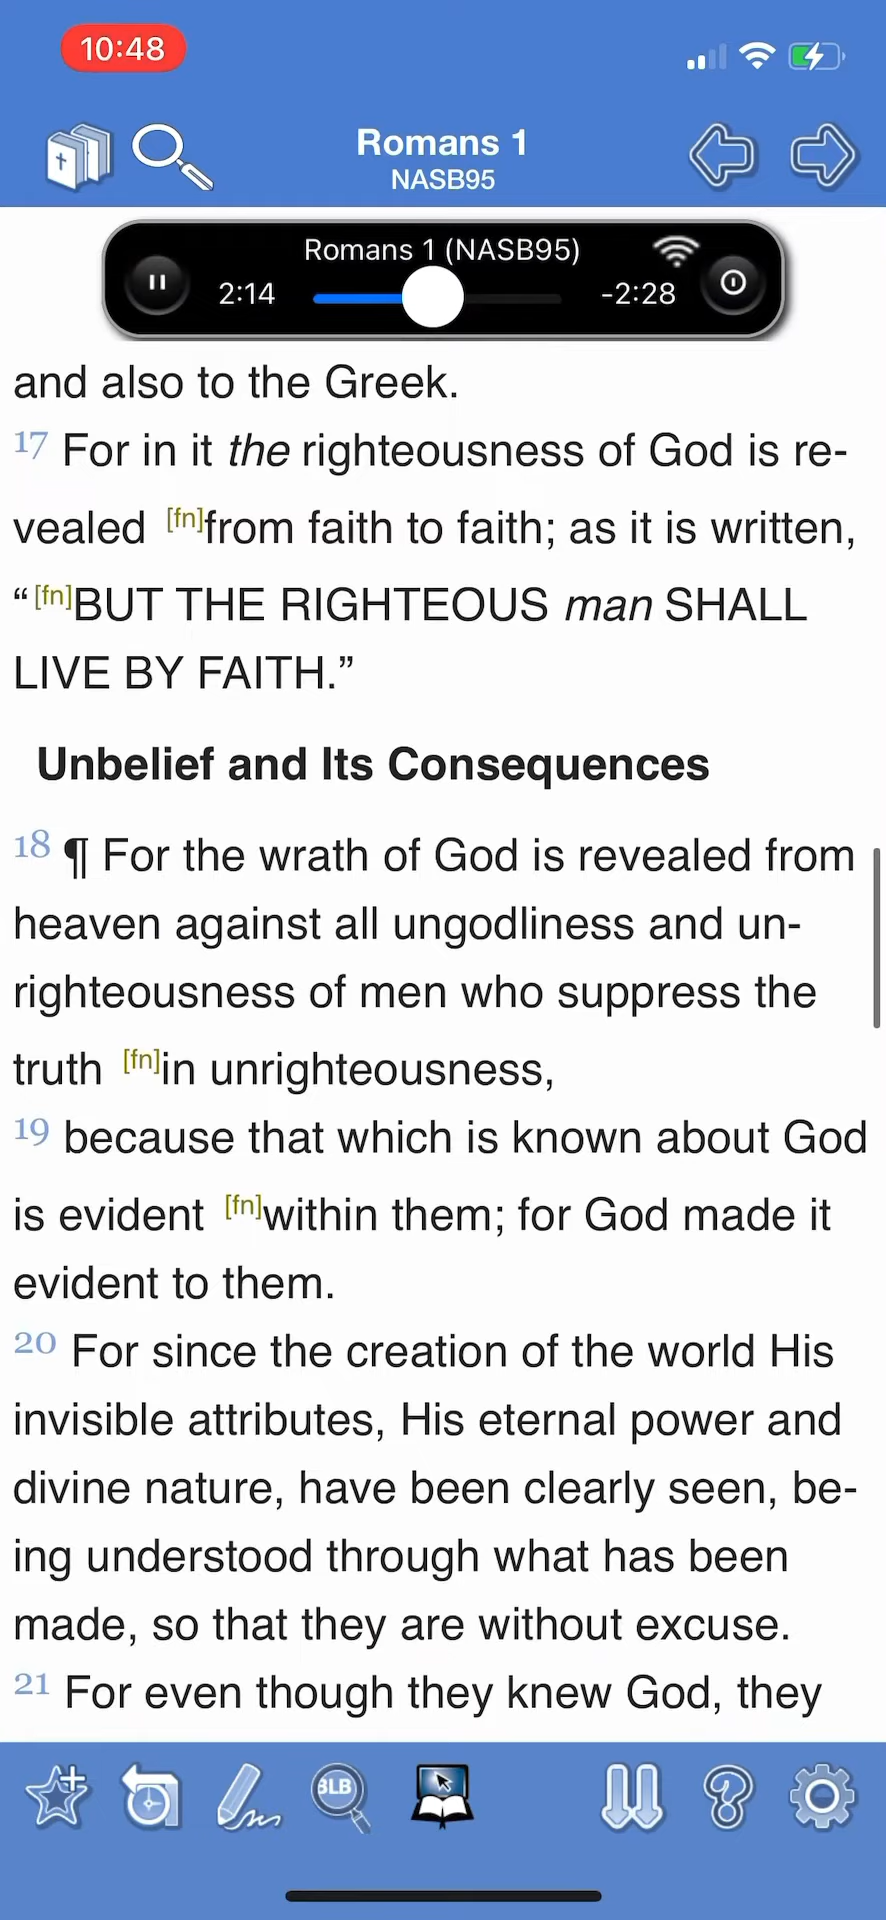 10:48
Romans 1
NASB95
Romans 1 (NASB95)
2:14
-2:28
and also to the Greek.
17 For in it the righteousness of God is re-
vealed [fn]from faith to faith; as it is written,
“[fn]BUT THE RIGHTEOUS man SHALL
LIVE BY FAITH.”
Unbelief and Its Consequences
18 ¶ For the wrath of God is revealed from
heaven against all ungodliness and un-
righteousness of men who suppress the
truth [fn]in unrighteousness,
19 because that which is known about God
is evident [fn]within them; for God made it
evident to them.
20 For since the creation of the world His
invisible attributes, His eternal power and
divine nature, have been clearly seen, be-
ing understood through what has been
made, so that they are without excuse.
21 For even though they knew God, they
BLB